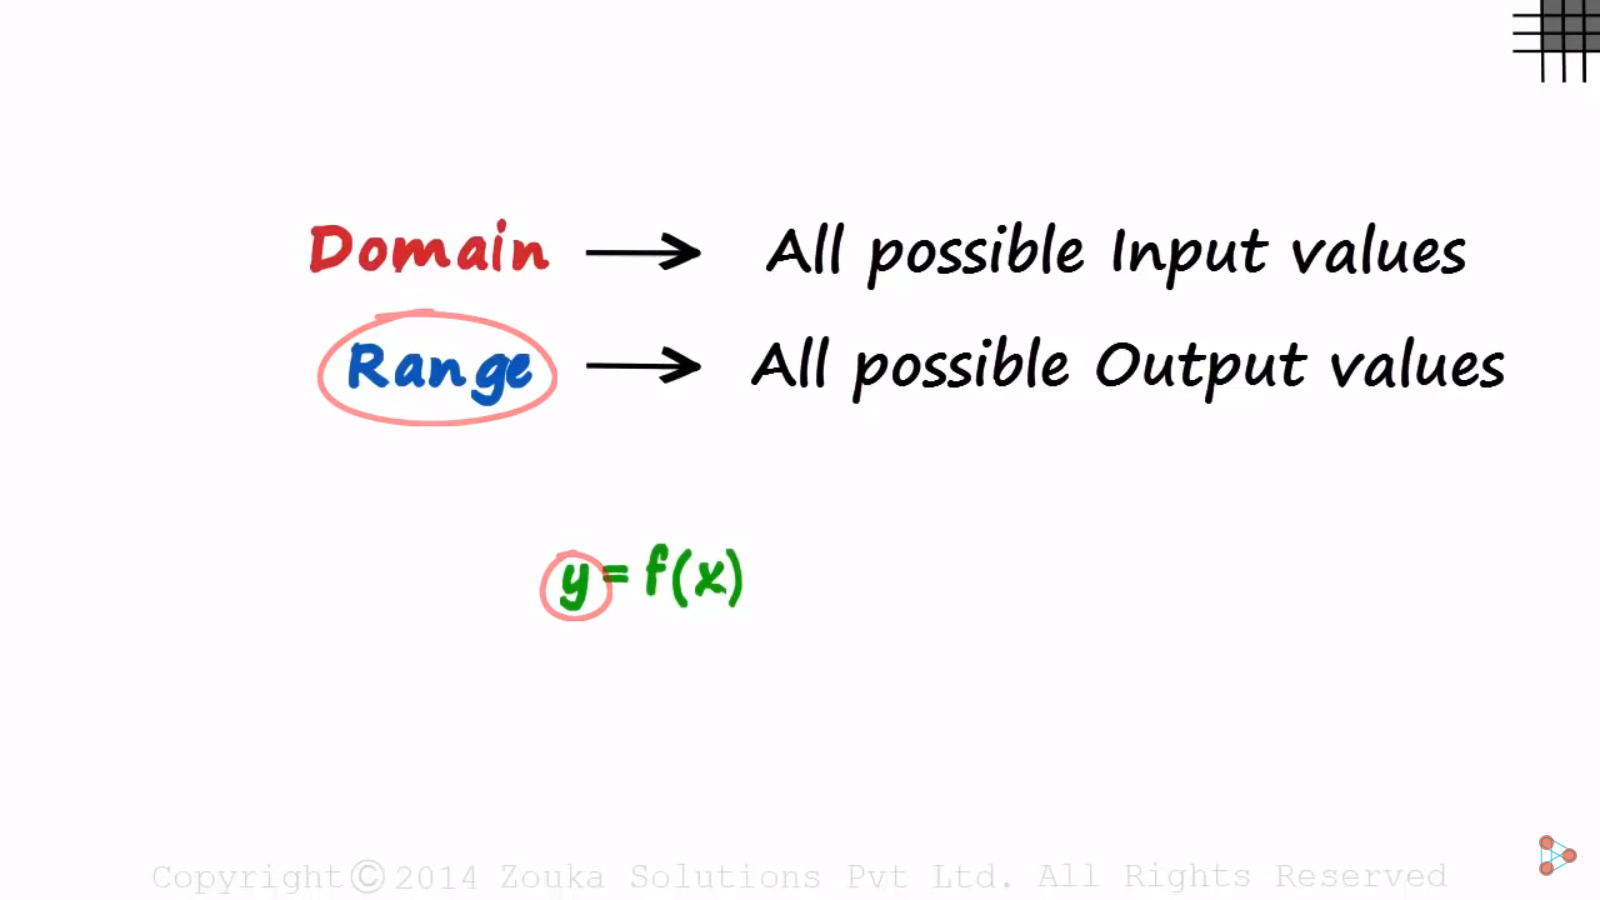 Domain → All possible Input values
Range → All possible Output values
y = f(x)
Copyright©2014 Zouka Solutions Pvt Ltd. All Rights Reserved